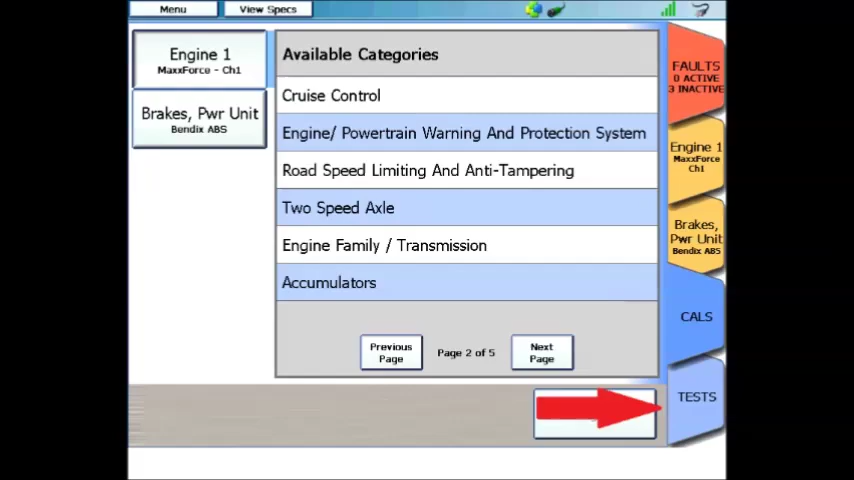 Menu
View Specs
Engine 1
MaxxForce - Ch1
Brakes, Pwr Unit
Bendix ABS
Available Categories
Cruise Control
Engine/ Powertrain Warning And Protection System
Road Speed Limiting And Anti-Tampering
Two Speed Axle
Engine Family / Transmission
Accumulators
Previous
Page
Page 2 of 5
Next
Page
FAULTS
0 ACTIVE
3 INACTIVE
Engine 1
MaxxForce
Ch1
Brakes,
Pwr Unit
Bendix ABS
CALS
TESTS